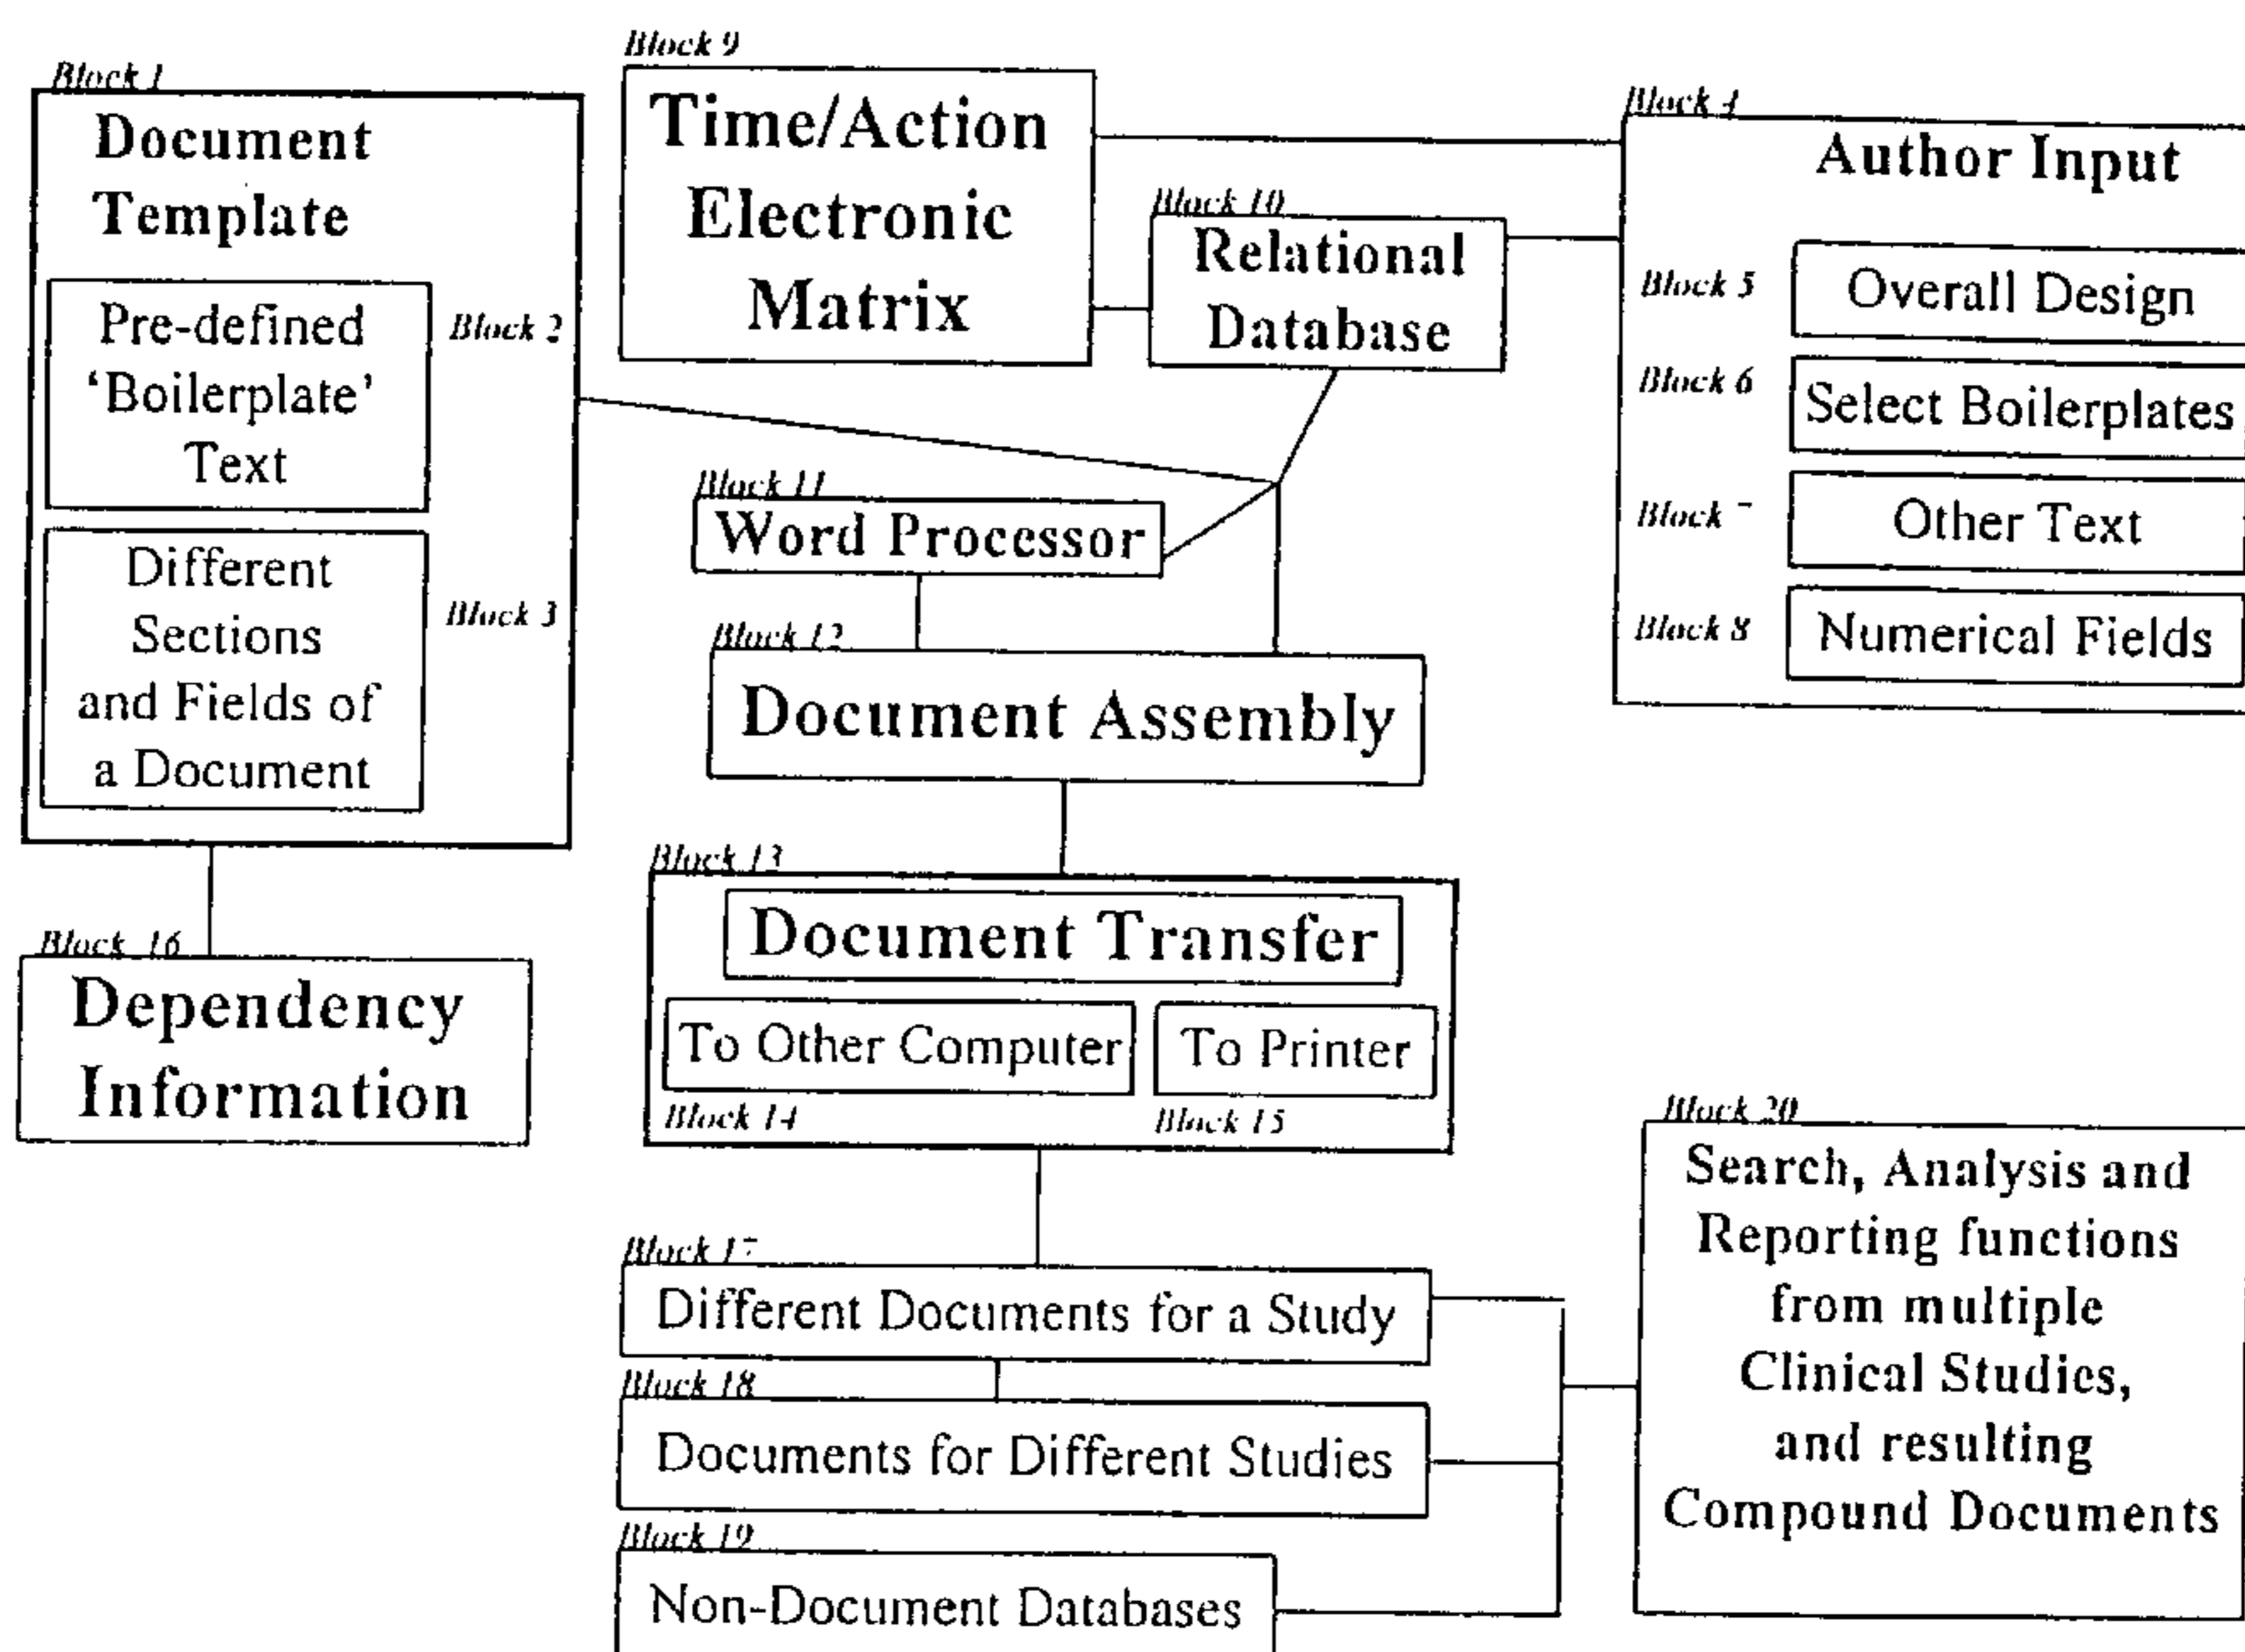 Block 1
Document
Template
Pre-defined
‘Boilerplate’
Text
Block 2
Different
Sections
and Fields of
a Document
Block 3
Block 9
Time/Action
Electronic
Matrix
Block 10
Relational
Database
Block 4
Author Input
Block 5
Overall Design
Block 6
Select Boilerplates
Block 7
Other Text
Block 8
Numerical Fields
Block 11
Word Processor
Block 12
Document Assembly
Block 13
Document Transfer
To Other Computer
To Printer
Block 14
Block 15
Block 16
Dependency
Information
Block 17
Different Documents for a Study
Block 18
Documents for Different Studies
Block 19
Non-Document Databases
Block 20
Search, Analysis and
Reporting functions
from multiple
Clinical Studies,
and resulting
Compound Documents